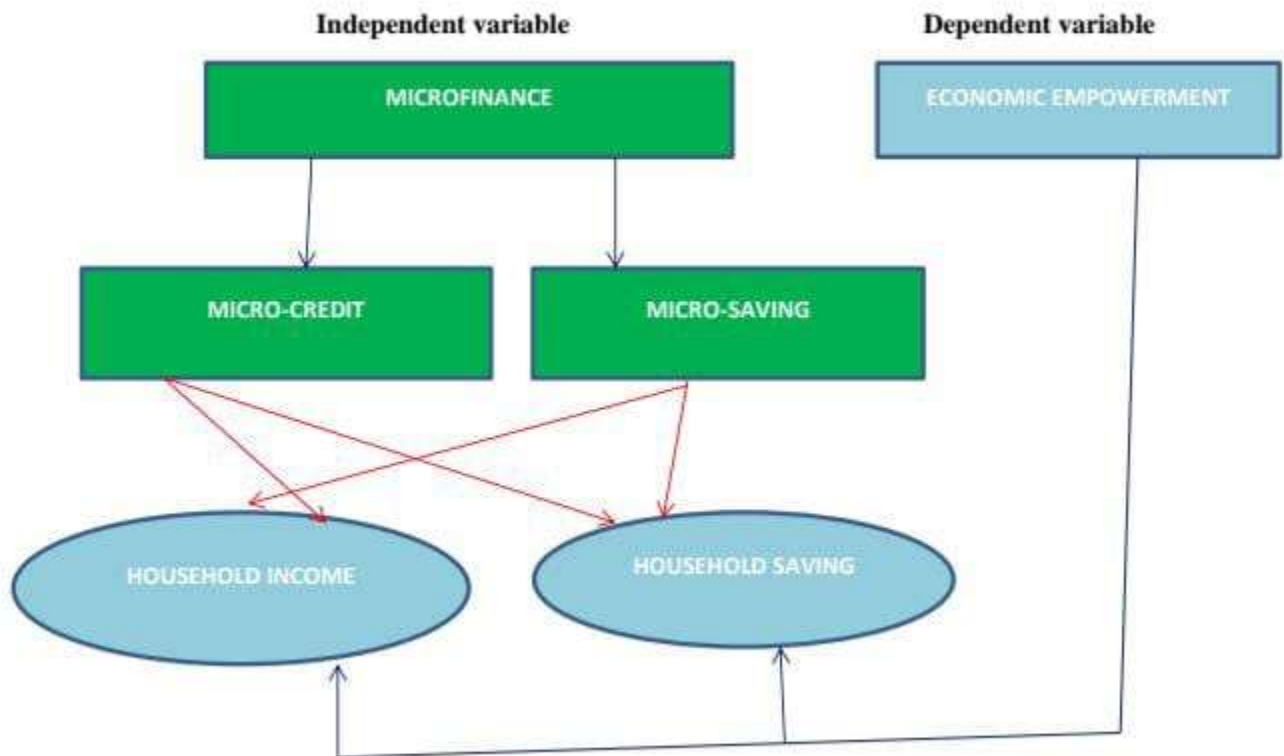 Independent variable
Dependent variable
MICROFINANCE
ECONOMIC EMPOWERMENT
MICRO-CREDIT
MICRO-SAVING
HOUSEHOLD INCOME
HOUSEHOLD SAVING